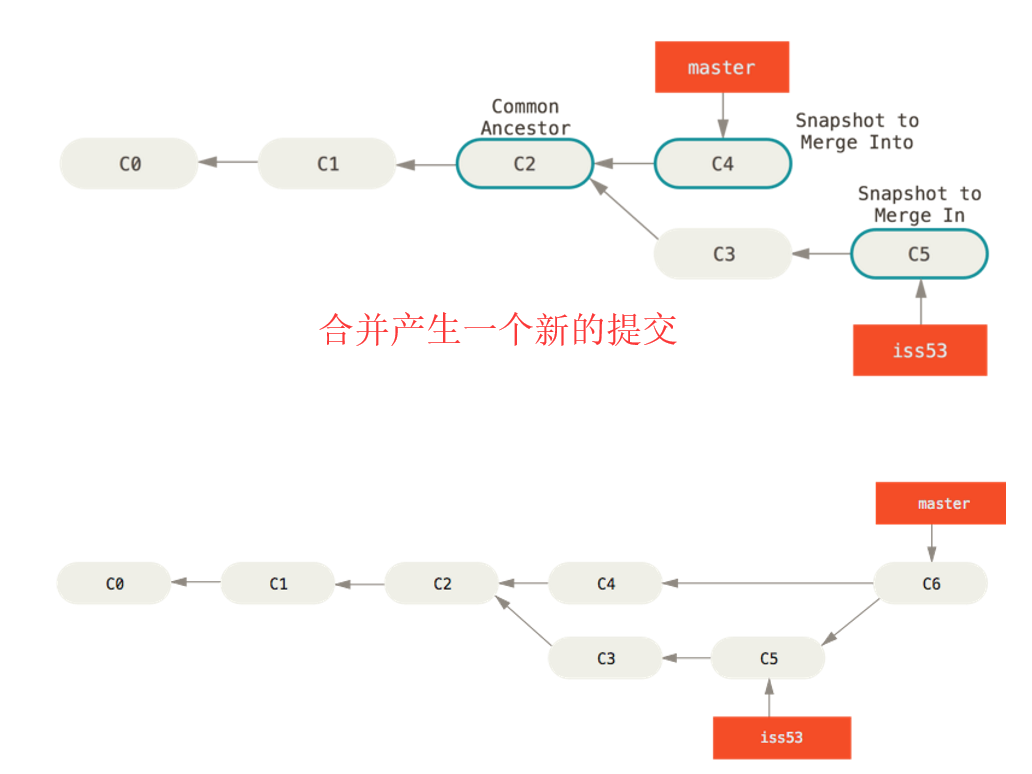 master
Common
Ancestor
Snapshot to
Merge Into
C0
C1
C2
C4
Snapshot to
Merge In
C3
C5
合并产生一个新的提交
iss53
master
C0
C1
C2
C4
C6
C3
C5
iss53